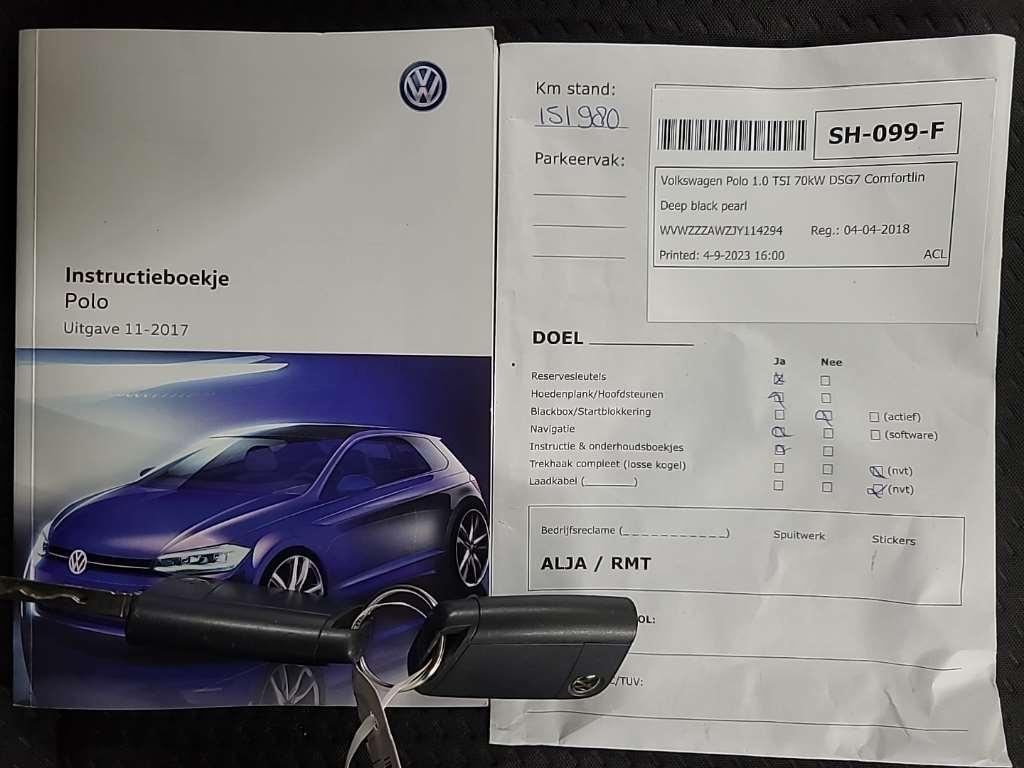 Instructieboekje
Polo
Uitgave 11-2017
Km stand:
151980
Parkeervak:
SH-099-F
Volkswagen Polo 1.0 TSI 70kW DSG7 Comfortlin
Deep black pearl
WVWZZZAWZJY114294 Reg.: 04-04-2018
Printed: 4-9-2023 16:00 ACL
DOEL
Ja Nee
Reservesleutels
Hoedenplank/Hoofdsteunen
Blackbox/Startblokkering (actief)
Navigatie (software)
Instructie & onderhoudsboekjes
Trekhaak compleet (losse kogel) (nvt)
Laadkabel (______) (nvt)
Bedrijfsreclame (___________) Spuitwerk Stickers
ALJA / RMT
OL:
/TUV: